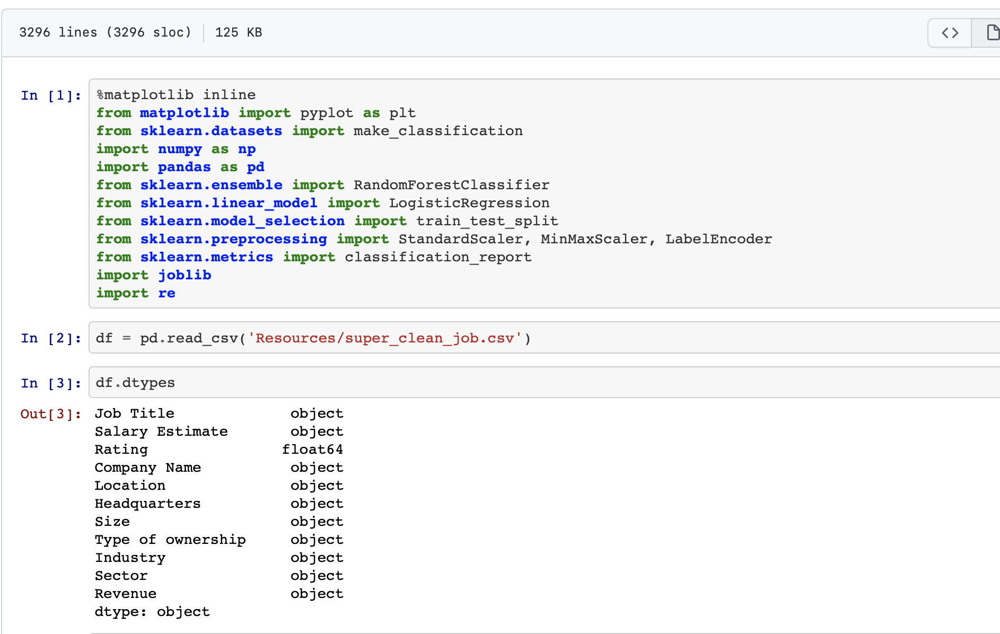 3296 lines (3296 sloc) 125 KB
In [1]: %matplotlib inline
from matplotlib import pyplot as plt
from sklearn.datasets import make_classification
import numpy as np
import pandas as pd
from sklearn.ensemble import RandomForestClassifier
from sklearn.linear_model import LogisticRegression
from sklearn.model_selection import train_test_split
from sklearn.preprocessing import StandardScaler, MinMaxScaler, LabelEncoder
from sklearn.metrics import classification_report
import joblib
import re
In [2]: df = pd.read_csv('Resources/super_clean_job.csv')
In [3]: df.dtypes
Out[3]: Job Title object
Salary Estimate object
Rating float64
Company Name object
Location object
Headquarters object
Size object
Type of ownership object
Industry object
Sector object
Revenue object
dtype: object